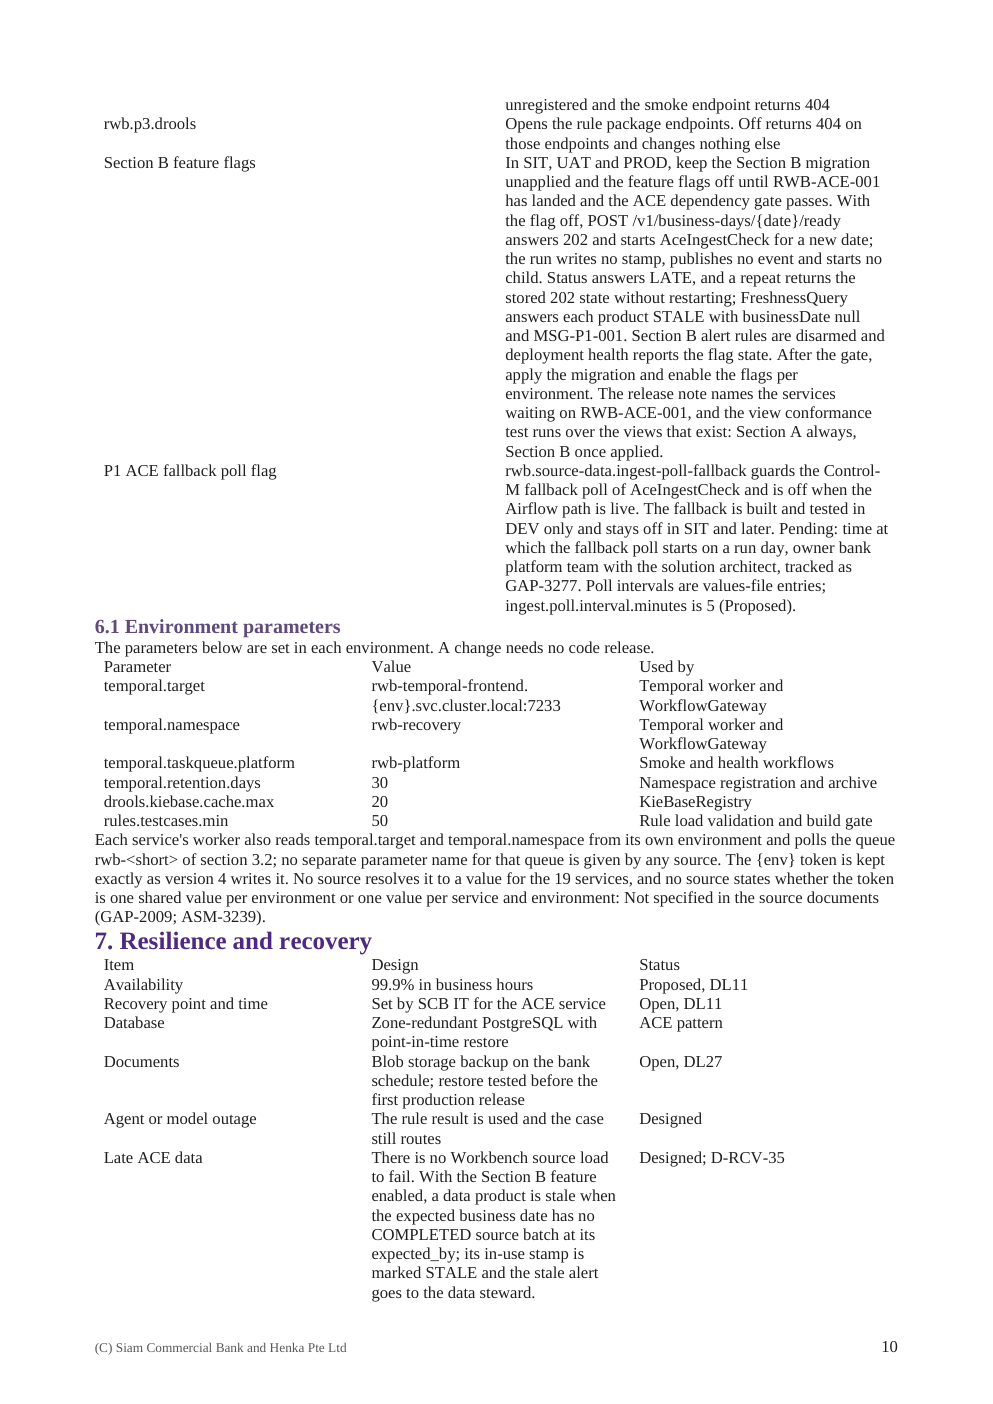 unregistered and the smoke endpoint returns 404
rwb.p3.drools
Opens the rule package endpoints. Off returns 404 on
those endpoints and changes nothing else
Section B feature flags
In SIT, UAT and PROD, keep the Section B migration
unapplied and the feature flags off until RWB-ACE-001
has landed and the ACE dependency gate passes. With
the flag off, POST /v1/business-days/{date}/ready
answers 202 and starts AceIngestCheck for a new date;
the run writes no stamp, publishes no event and starts no
child. Status answers LATE, and a repeat returns the
stored 202 state without restarting; FreshnessQuery
answers each product STALE with businessDate null
and MSG-P1-001. Section B alert rules are disarmed and
deployment health reports the flag state. After the gate,
apply the migration and enable the flags per
environment. The release note names the services
waiting on RWB-ACE-001, and the view conformance
test runs over the views that exist: Section A always,
Section B once applied.
P1 ACE fallback poll flag
rwb.source-data.ingest-poll-fallback guards the Control-
M fallback poll of AceIngestCheck and is off when the
Airflow path is live. The fallback is built and tested in
DEV only and stays off in SIT and later. Pending: time at
which the fallback poll starts on a run day, owner bank
platform team with the solution architect, tracked as
GAP-3277. Poll intervals are values-file entries;
ingest.poll.interval.minutes is 5 (Proposed).
6.1 Environment parameters
The parameters below are set in each environment. A change needs no code release.
Parameter Value Used by
temporal.target rwb-temporal-frontend. Temporal worker and
{env}.svc.cluster.local:7233 WorkflowGateway
temporal.namespace rwb-recovery Temporal worker and
WorkflowGateway
temporal.taskqueue.platform rwb-platform Smoke and health workflows
temporal.retention.days 30 Namespace registration and archive
drools.kiebase.cache.max 20 KieBaseRegistry
rules.testcases.min 50 Rule load validation and build gate
Each service's worker also reads temporal.target and temporal.namespace from its own environment and polls the queue
rwb-<short> of section 3.2; no separate parameter name for that queue is given by any source. The {env} token is kept
exactly as version 4 writes it. No source resolves it to a value for the 19 services, and no source states whether the token
is one shared value per environment or one value per service and environment: Not specified in the source documents
(GAP-2009; ASM-3239).
7. Resilience and recovery
Item Design Status
Availability 99.9% in business hours Proposed, DL11
Recovery point and time Set by SCB IT for the ACE service Open, DL11
Database Zone-redundant PostgreSQL with ACE pattern
point-in-time restore
Documents Blob storage backup on the bank Open, DL27
schedule; restore tested before the
first production release
Agent or model outage The rule result is used and the case Designed
still routes
Late ACE data There is no Workbench source load Designed; D-RCV-35
to fail. With the Section B feature
enabled, a data product is stale when
the expected business date has no
COMPLETED source batch at its
expected_by; its in-use stamp is
marked STALE and the stale alert
goes to the data steward.
(C) Siam Commercial Bank and Henka Pte Ltd 10